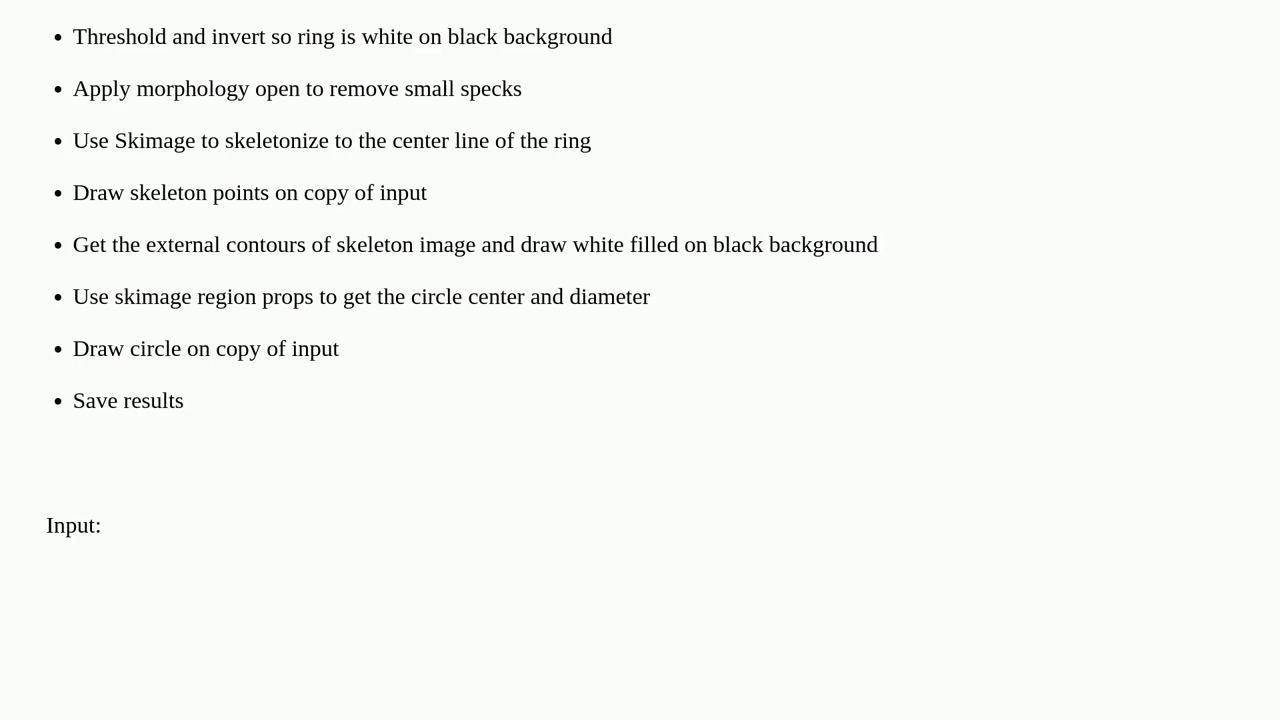 • Threshold and invert so ring is white on black background
• Apply morphology open to remove small specks
• Use Skimage to skeletonize to the center line of the ring
• Draw skeleton points on copy of input
• Get the external contours of skeleton image and draw white filled on black background
• Use skimage region props to get the circle center and diameter
• Draw circle on copy of input
• Save results
Input: